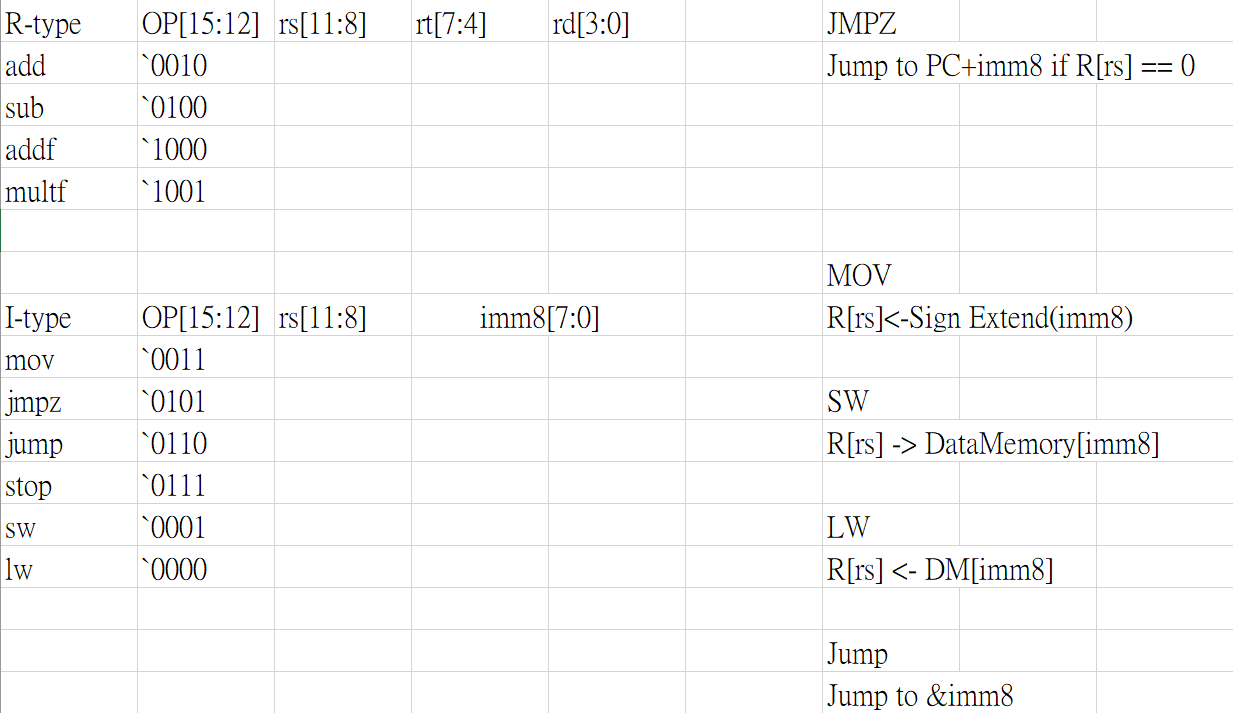 R-type OP[15:12] rs[11:8] rt[7:4] rd[3:0] JMPZ
add `0010 Jump to PC+imm8 if R[rs] == 0
sub `0100
addf `1000
multf `1001
MOV
I-type OP[15:12] rs[11:8] imm8[7:0] R[rs]<-Sign Extend(imm8)
mov `0011
jmpz `0101 SW
jump `0110 R[rs] -> DataMemory[imm8]
stop `0111
sw `0001 LW
lw `0000 R[rs] <- DM[imm8]
Jump
Jump to &imm8